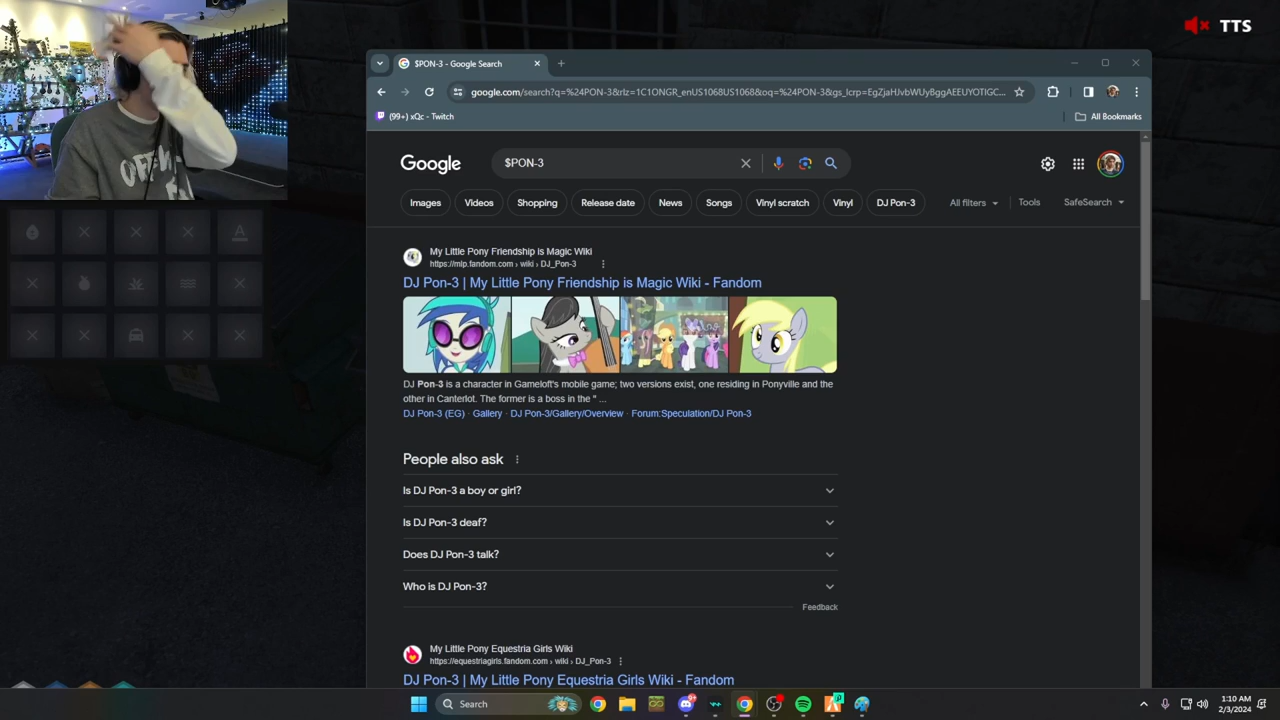 TTS
$PON-3 - Google Search
google.com/search?q=%24PON-3&rlz=1C1ONGR_enUS1068US1068&oq=%24PON-3&gs_lcrp=EgZjaHJvbWUyBggAEEUYOTIGC...
(99+) xQc - Twitch
All Bookmarks
Google
$PON-3
Images
Videos
Shopping
Release date
News
Songs
Vinyl scratch
Vinyl
DJ Pon-3
All filters
Tools
SafeSearch
My Little Pony Friendship is Magic Wiki
https://mlp.fandom.com › wiki › DJ_Pon-3
DJ Pon-3 | My Little Pony Friendship is Magic Wiki - Fandom
DJ Pon-3 is a character in Gameloft's mobile game; two versions exist, one residing in Ponyville and the
other in Canterlot. The former is a boss in the " ...
DJ Pon-3 (EG) · Gallery · DJ Pon-3/Gallery/Overview · Forum:Speculation/DJ Pon-3
People also ask
Is DJ Pon-3 a boy or girl?
Is DJ Pon-3 deaf?
Does DJ Pon-3 talk?
Who is DJ Pon-3?
Feedback
My Little Pony Equestria Girls Wiki
https://equestriagirls.fandom.com › wiki › DJ_Pon-3
DJ Pon-3 | My Little Pony Equestria Girls Wiki - Fandom
Search
1:10 AM
2/3/2024